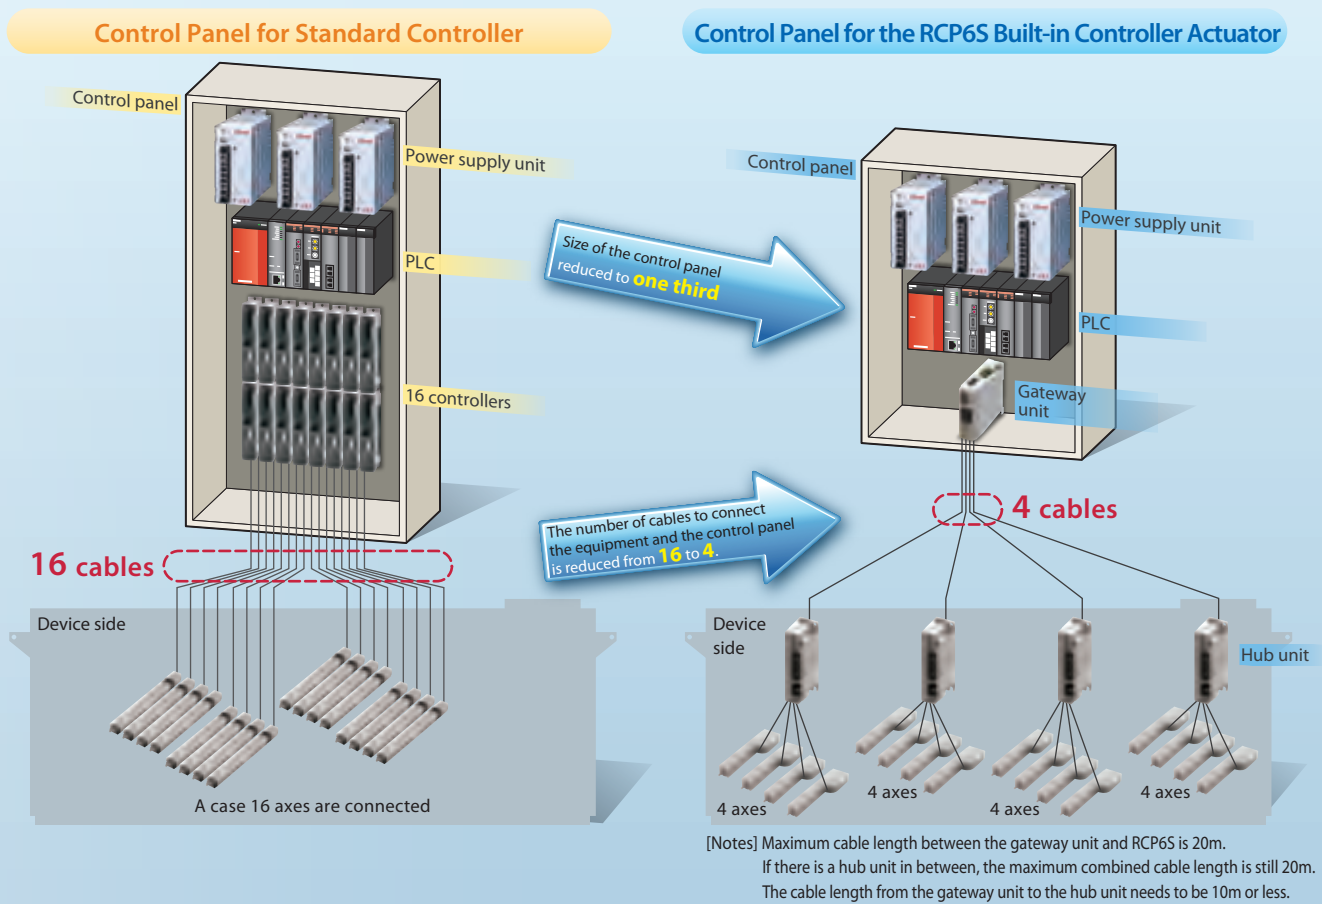 Control Panel for Standard Controller
Control panel
Power supply unit
PLC
16 controllers
16 cables
Device side
A case 16 axes are connected
Size of the control panel
reduced to one third
The number of cables to connect
the equipment and the control panel
is reduced from 16 to 4.
Control Panel for the RCP6S Built-in Controller Actuator
Control panel
Power supply unit
PLC
Gateway
unit
4 cables
Device
side
Hub unit
4 axes
4 axes
4 axes
4 axes
[Notes] Maximum cable length between the gateway unit and RCP6S is 20m.
If there is a hub unit in between, the maximum combined cable length is still 20m.
The cable length from the gateway unit to the hub unit needs to be 10m or less.